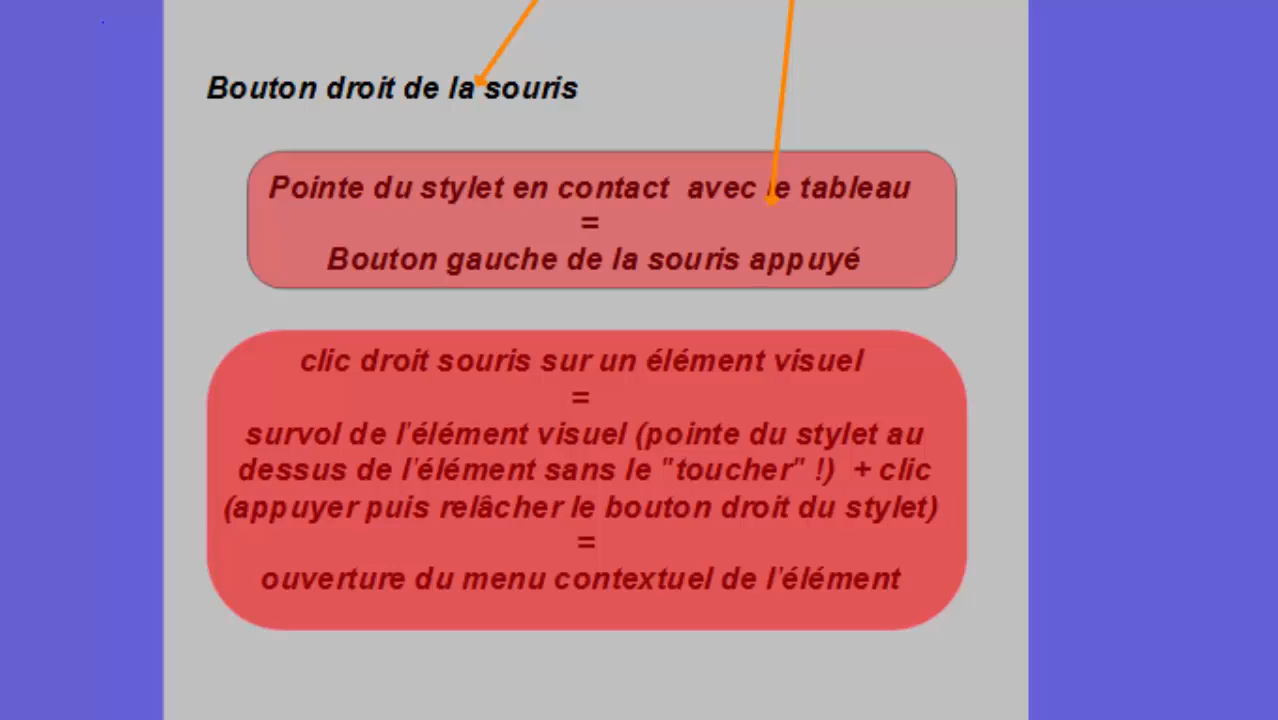 Bouton droit de la souris
Pointe du stylet en contact avec le tableau
=
Bouton gauche de la souris appuyé
clic droit souris sur un élément visuel
=
survol de l'élément visuel (pointe du stylet au
dessus de l'élément sans le "toucher" !) + clic
(appuyer puis relâcher le bouton droit du stylet)
=
ouverture du menu contextuel de l'élément